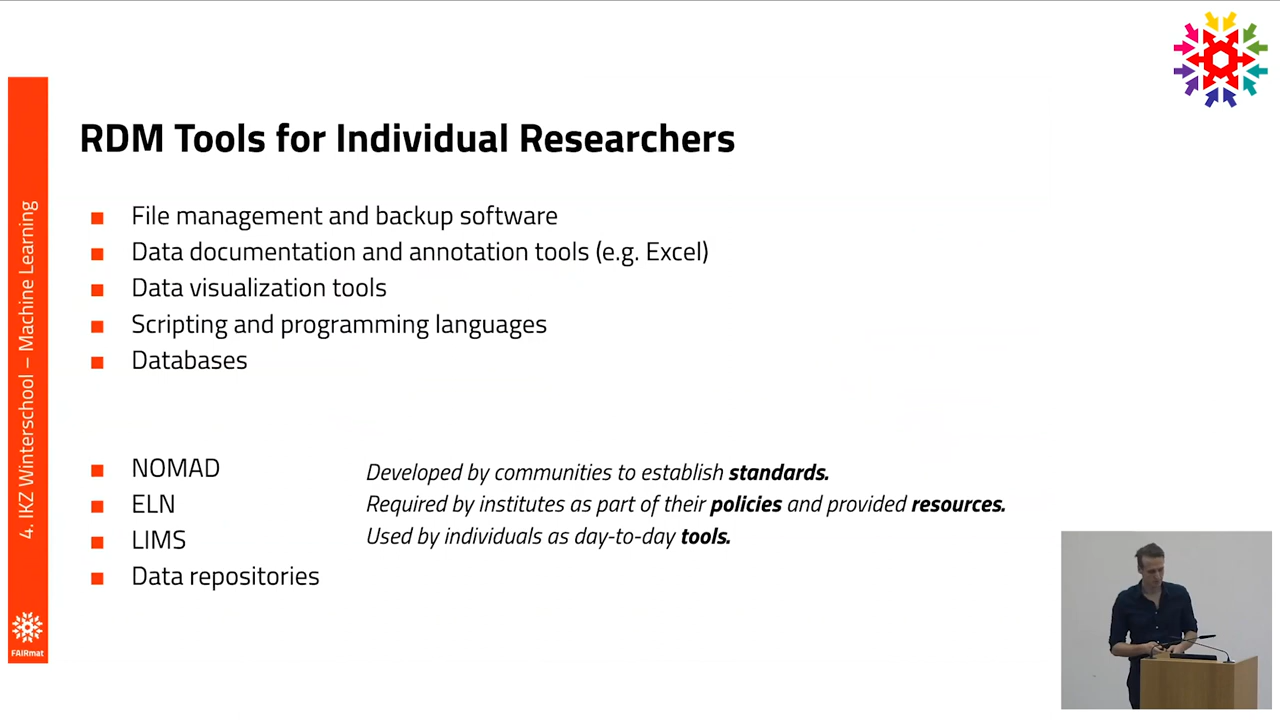 RDM Tools for Individual Researchers
File management and backup software
Data documentation and annotation tools (e.g. Excel)
Data visualization tools
Scripting and programming languages
Databases
NOMAD
ELN
LIMS
Data repositories
Developed by communities to establish standards.
Required by institutes as part of their policies and provided resources.
Used by individuals as day-to-day tools.
4. IKZ Winterschool – Machine Learning
FAIRmat